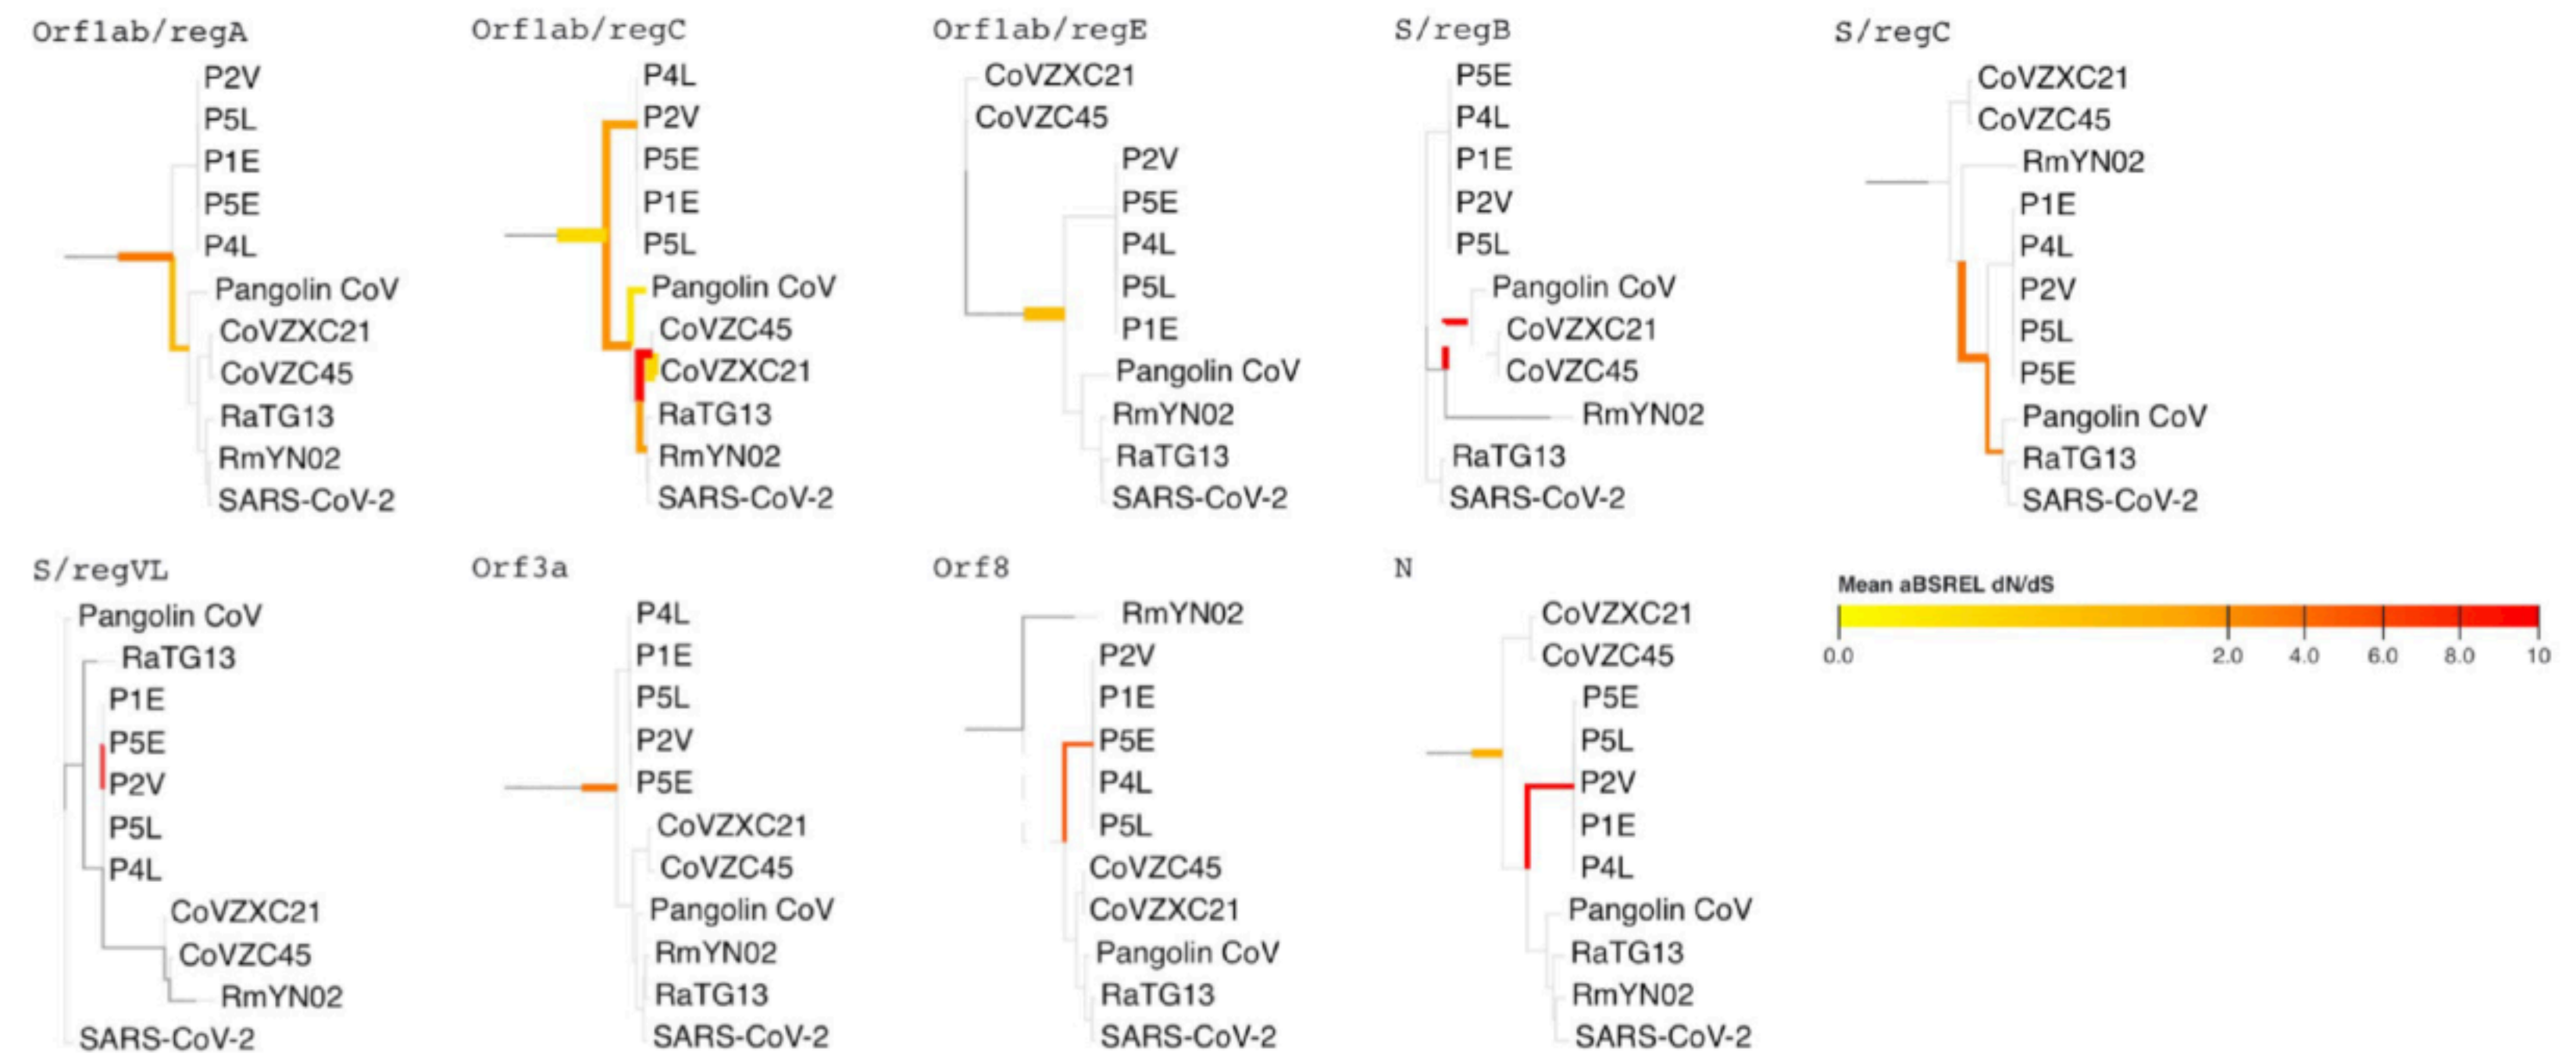 Orf1ab/regA
P2V
P5L
P1E
P5E
P4L
Pangolin CoV
CoVZXC21
CoVZC45
RaTG13
RmYN02
SARS-CoV-2
Orf1ab/regC
P4L
P2V
P5E
P1E
P5L
Pangolin CoV
CoVZC45
CoVZXC21
RaTG13
RmYN02
SARS-CoV-2
Orf1ab/regE
CoVZXC21
CoVZC45
P2V
P5E
P4L
P5L
P1E
Pangolin CoV
RmYN02
RaTG13
SARS-CoV-2
S/regB
P5E
P4L
P1E
P2V
P5L
Pangolin CoV
CoVZXC21
CoVZC45
RmYN02
RaTG13
SARS-CoV-2
S/regC
CoVZXC21
CoVZC45
RmYN02
P1E
P4L
P2V
P5L
P5E
Pangolin CoV
RaTG13
SARS-CoV-2
S/regVL
Pangolin CoV
RaTG13
P1E
P5E
P2V
P5L
P4L
CoVZXC21
CoVZC45
RmYN02
SARS-CoV-2
Orf3a
P4L
P1E
P5L
P2V
P5E
CoVZXC21
CoVZC45
Pangolin CoV
RmYN02
RaTG13
SARS-CoV-2
Orf8
RmYN02
P2V
P1E
P5E
P4L
P5L
CoVZC45
CoVZXC21
Pangolin CoV
RaTG13
SARS-CoV-2
N
CoVZXC21
CoVZC45
P5E
P5L
P2V
P1E
P4L
Pangolin CoV
RaTG13
RmYN02
SARS-CoV-2
Mean aBSREL dN/dS
0.0 2.0 4.0 6.0 8.0 10